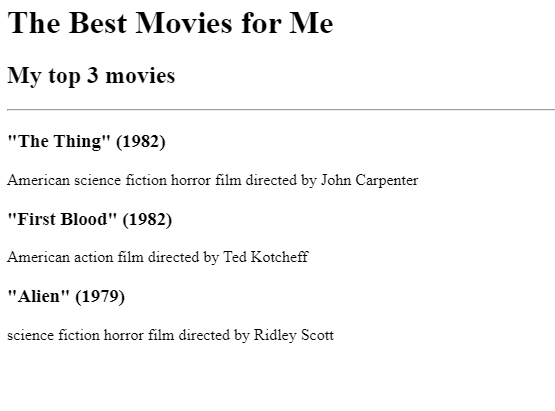 The Best Movies for Me
My top 3 movies
"The Thing" (1982)
American science fiction horror film directed by John Carpenter
"First Blood" (1982)
American action film directed by Ted Kotcheff
"Alien" (1979)
science fiction horror film directed by Ridley Scott